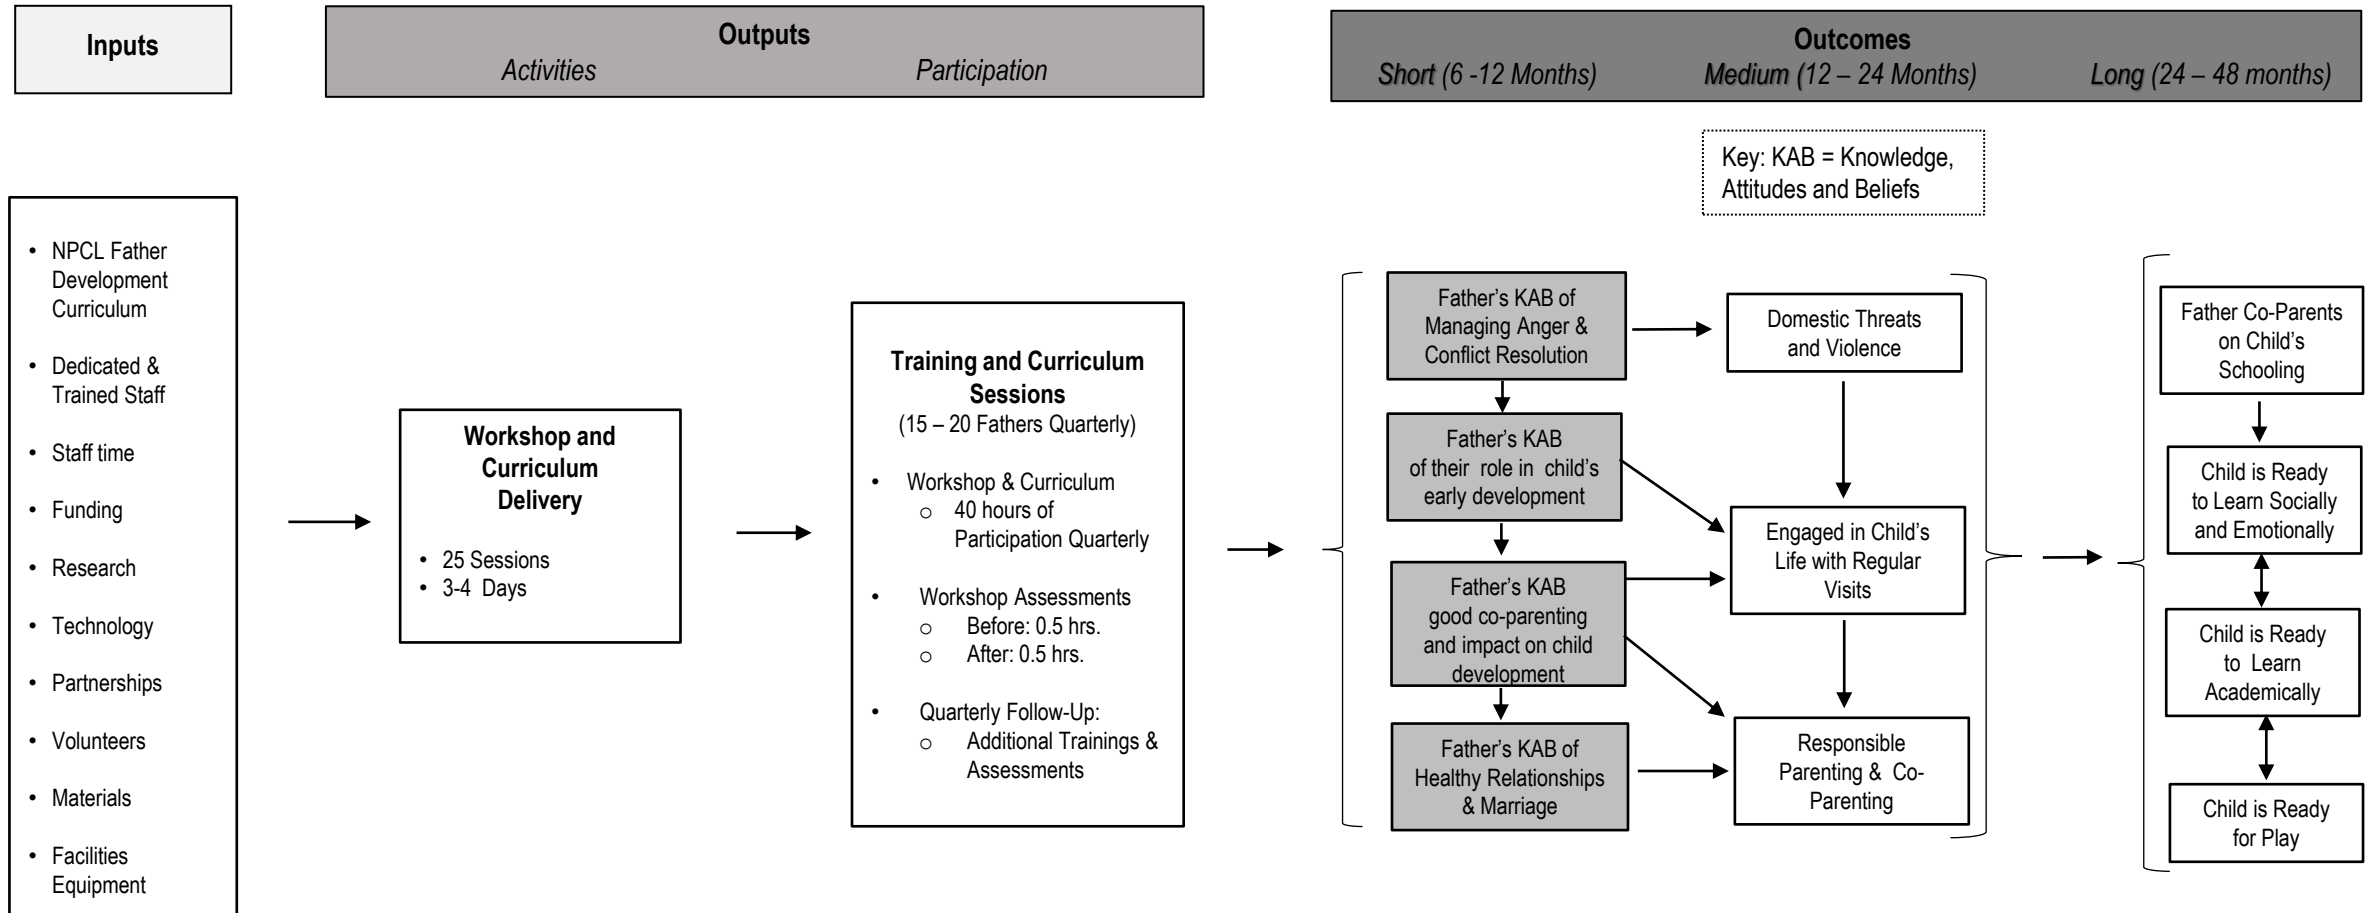 Inputs
Outputs
Activities
Participation
Outcomes
Short (6 -12 Months)
Medium (12 – 24 Months)
Long (24 – 48 months)
Key: KAB = Knowledge,
Attitudes and Beliefs
• NPCL Father
Development
Curriculum
• Dedicated &
Trained Staff
• Staff time
• Funding
• Research
• Technology
• Partnerships
• Volunteers
• Materials
• Facilities
Equipment
Workshop and
Curriculum
Delivery
• 25 Sessions
• 3-4 Days
Training and Curriculum
Sessions
(15 – 20 Fathers Quarterly)
• Workshop & Curriculum
o 40 hours of
Participation Quarterly
• Workshop Assessments
o Before: 0.5 hrs.
o After: 0.5 hrs.
• Quarterly Follow-Up:
o Additional Trainings &
Assessments
Father’s KAB of
Managing Anger &
Conflict Resolution
Father’s KAB
of their role in child’s
early development
Father’s KAB
good co-parenting
and impact on child
development
Father’s KAB of
Healthy Relationships
& Marriage
Domestic Threats
and Violence
Engaged in Child’s
Life with Regular
Visits
Responsible
Parenting & Co-
Parenting
Father Co-Parents
on Child’s
Schooling
Child is Ready
to Learn Socially
and Emotionally
Child is Ready
to Learn
Academically
Child is Ready
for Play